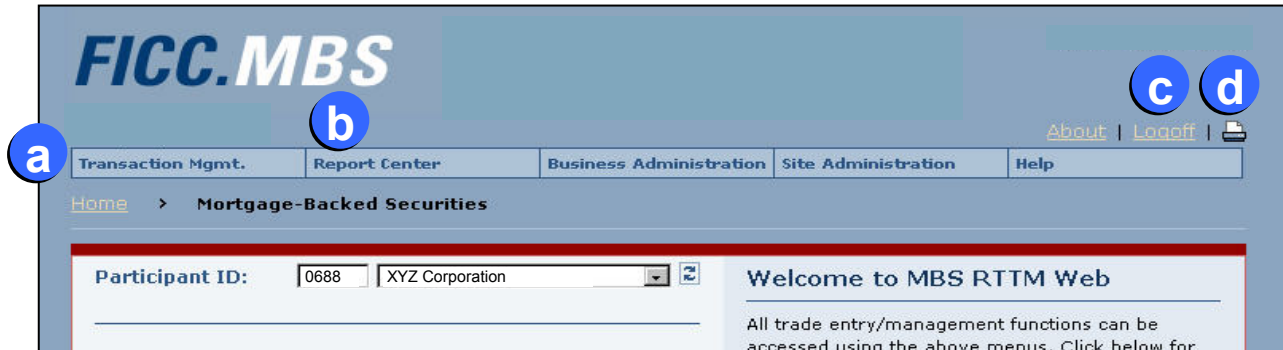 FICC.MBS
c d
b
About | Logoff |
a
Transaction Mgmt. Report Center Business Administration Site Administration Help
Home > Mortgage-Backed Securities
Participant ID: 0688 XYZ Corporation
Welcome to MBS RTTM Web
All trade entry/management functions can be
accessed using the above menus. Click below for